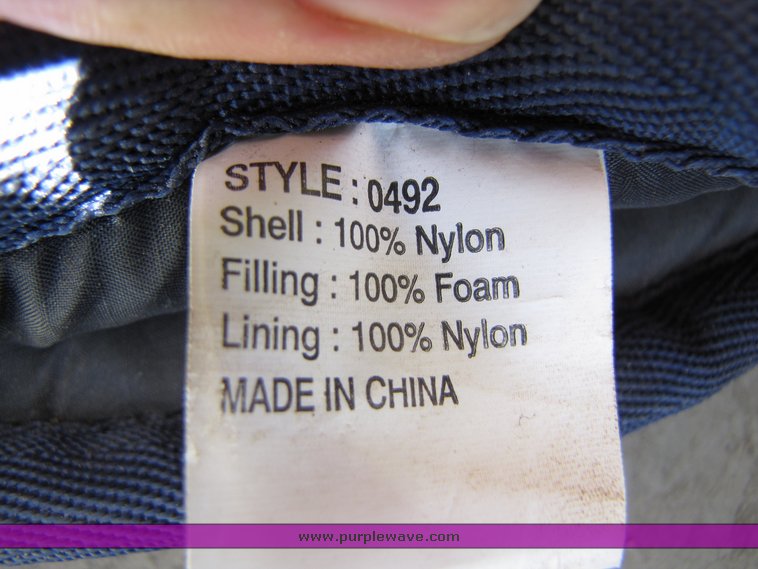 STYLE : 0492
Shell : 100% Nylon
Filling : 100% Foam
Lining : 100% Nylon
MADE IN CHINA
www.purplewave.com